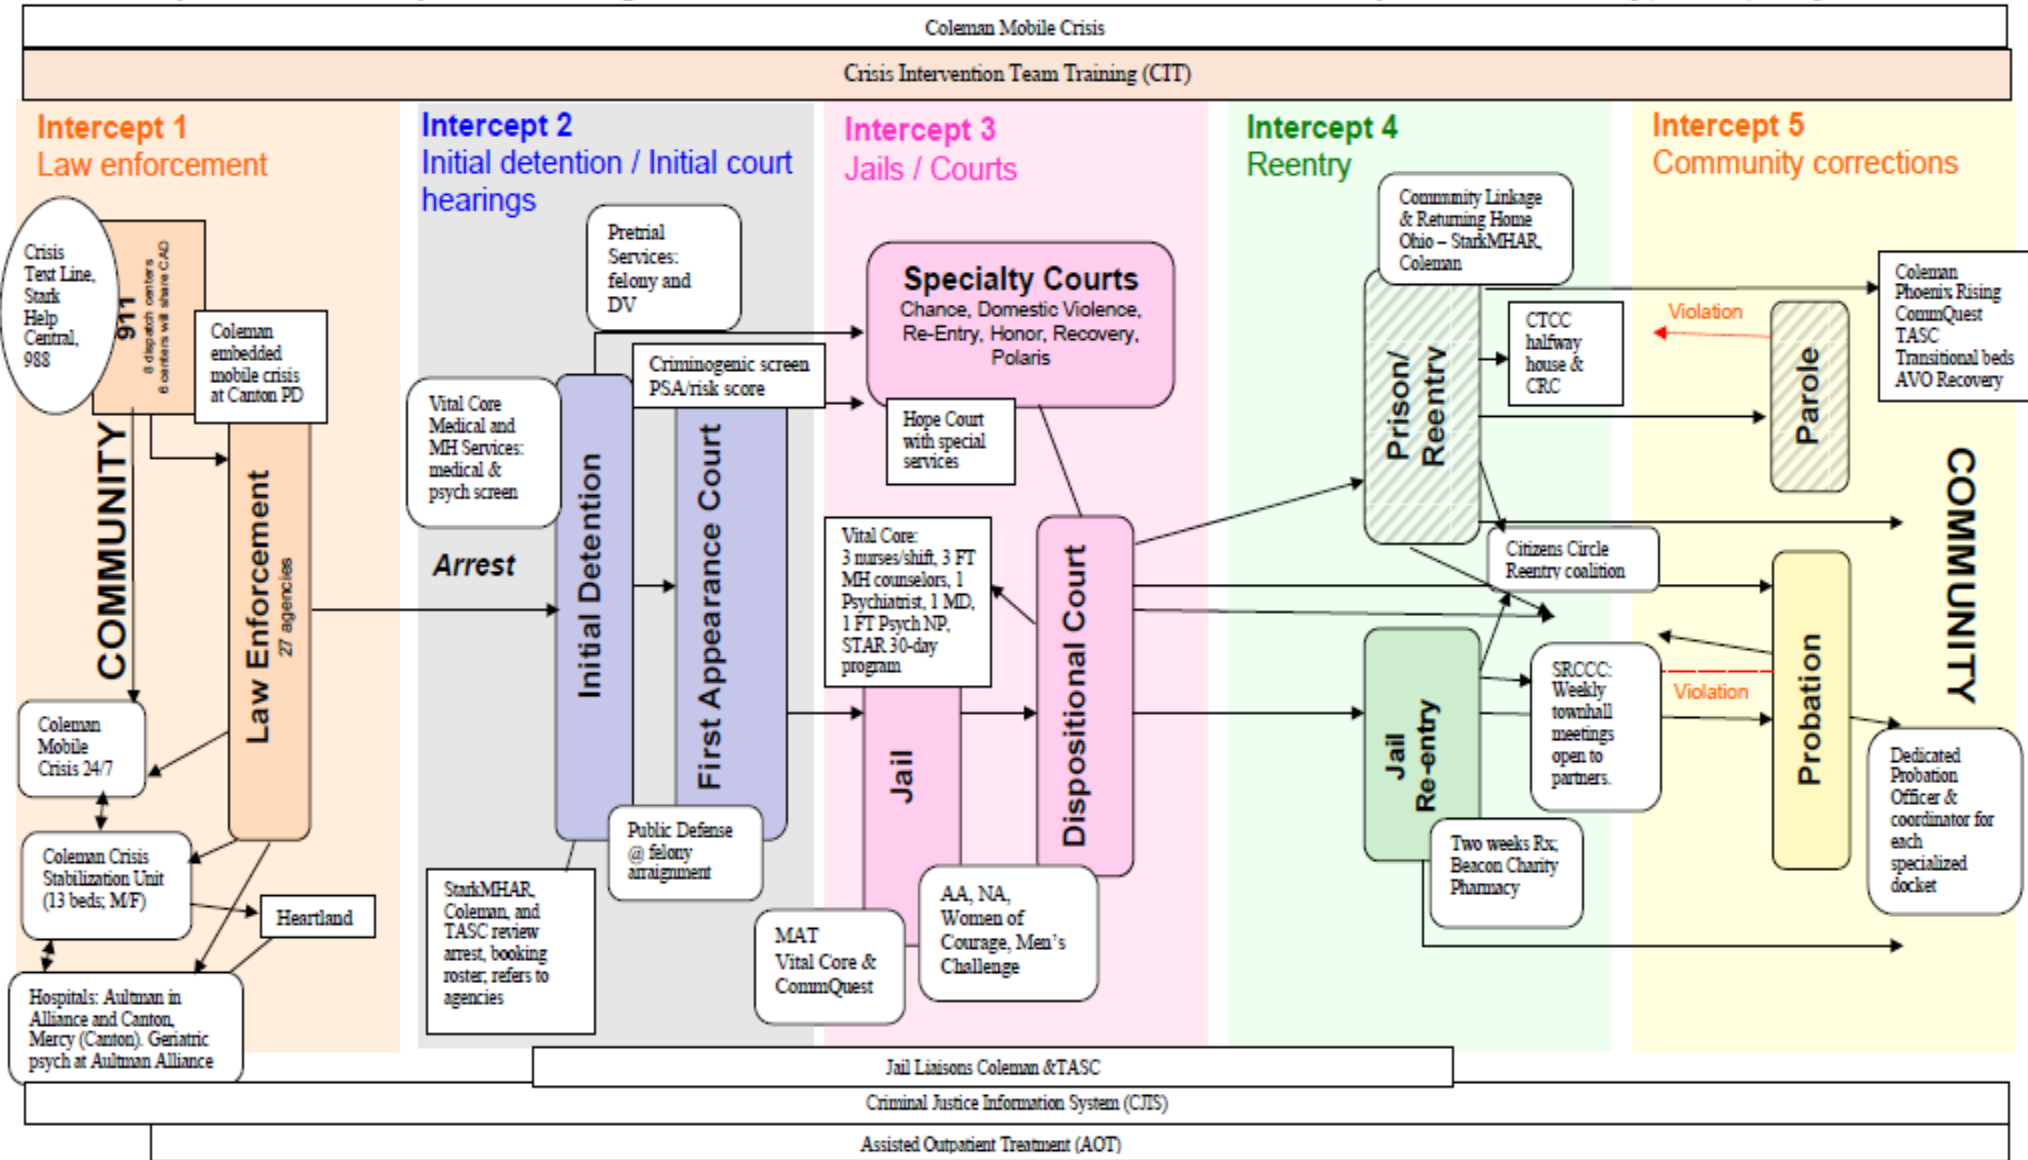 Coleman Mobile Crisis
Crisis Intervention Team Training (CIT)
Intercept 1
Law enforcement
Crisis
Text Line,
Stark
Help
Central,
988
911
8 dispatch centers
6 centers will share CAD
Coleman
embedded
mobile crisis
at Canton PD
COMMUNITY
Law Enforcement
27 agencies
Coleman
Mobile
Crisis 24/7
Coleman Crisis
Stabilization Unit
(13 beds; M/F)
Heartland
Hospitals: Aultman in
Alliance and Canton,
Mercy (Canton). Geriatric
psych at Aultman Alliance
Intercept 2
Initial detention / Initial court
hearings
Pretrial
Services:
felony and
DV
Criminogenic screen
PSA/risk score
Vital Core
Medical and
MH Services:
medical &
psych screen
Arrest
Initial Detention
First Appearance Court
Public Defense
@ felony
arraignment
StarkMHAR,
Coleman, and
TASC review
arrest, booking
roster; refers to
agencies
Intercept 3
Jails / Courts
Specialty Courts
Chance, Domestic Violence,
Re-Entry, Honor, Recovery,
Polaris
Hope Court
with special
services
Vital Core:
3 nurses/shift, 3 FT
MH counselors, 1
Psychiatrist, 1 MD,
1 FT Psych NP,
STAR 30-day
program
Jail
Dispositional Court
MAT
Vital Core &
CommQuest
AA, NA,
Women of
Courage, Men's
Challenge
Intercept 4
Reentry
Community Linkage
& Returning Home
Ohio – StarkMHAR,
Coleman
Prison/
Reentry
CTCC
halfway
house &
CRC
Citizens Circle
Reentry coalition
Jail
Re-entry
SRCCC:
Weekly
townhall
meetings
open to
partners.
Two weeks Rx;
Beacon Charity
Pharmacy
Intercept 5
Community corrections
Violation
Parole
Coleman
Phoenix Rising
CommQuest
TASC
Transitional beds
AVO Recovery
COMMUNITY
Violation
Probation
Dedicated
Probation
Officer &
coordinator for
each
specialized
docket
Jail Liaisons Coleman &TASC
Criminal Justice Information System (CJIS)
Assisted Outpatient Treatment (AOT)